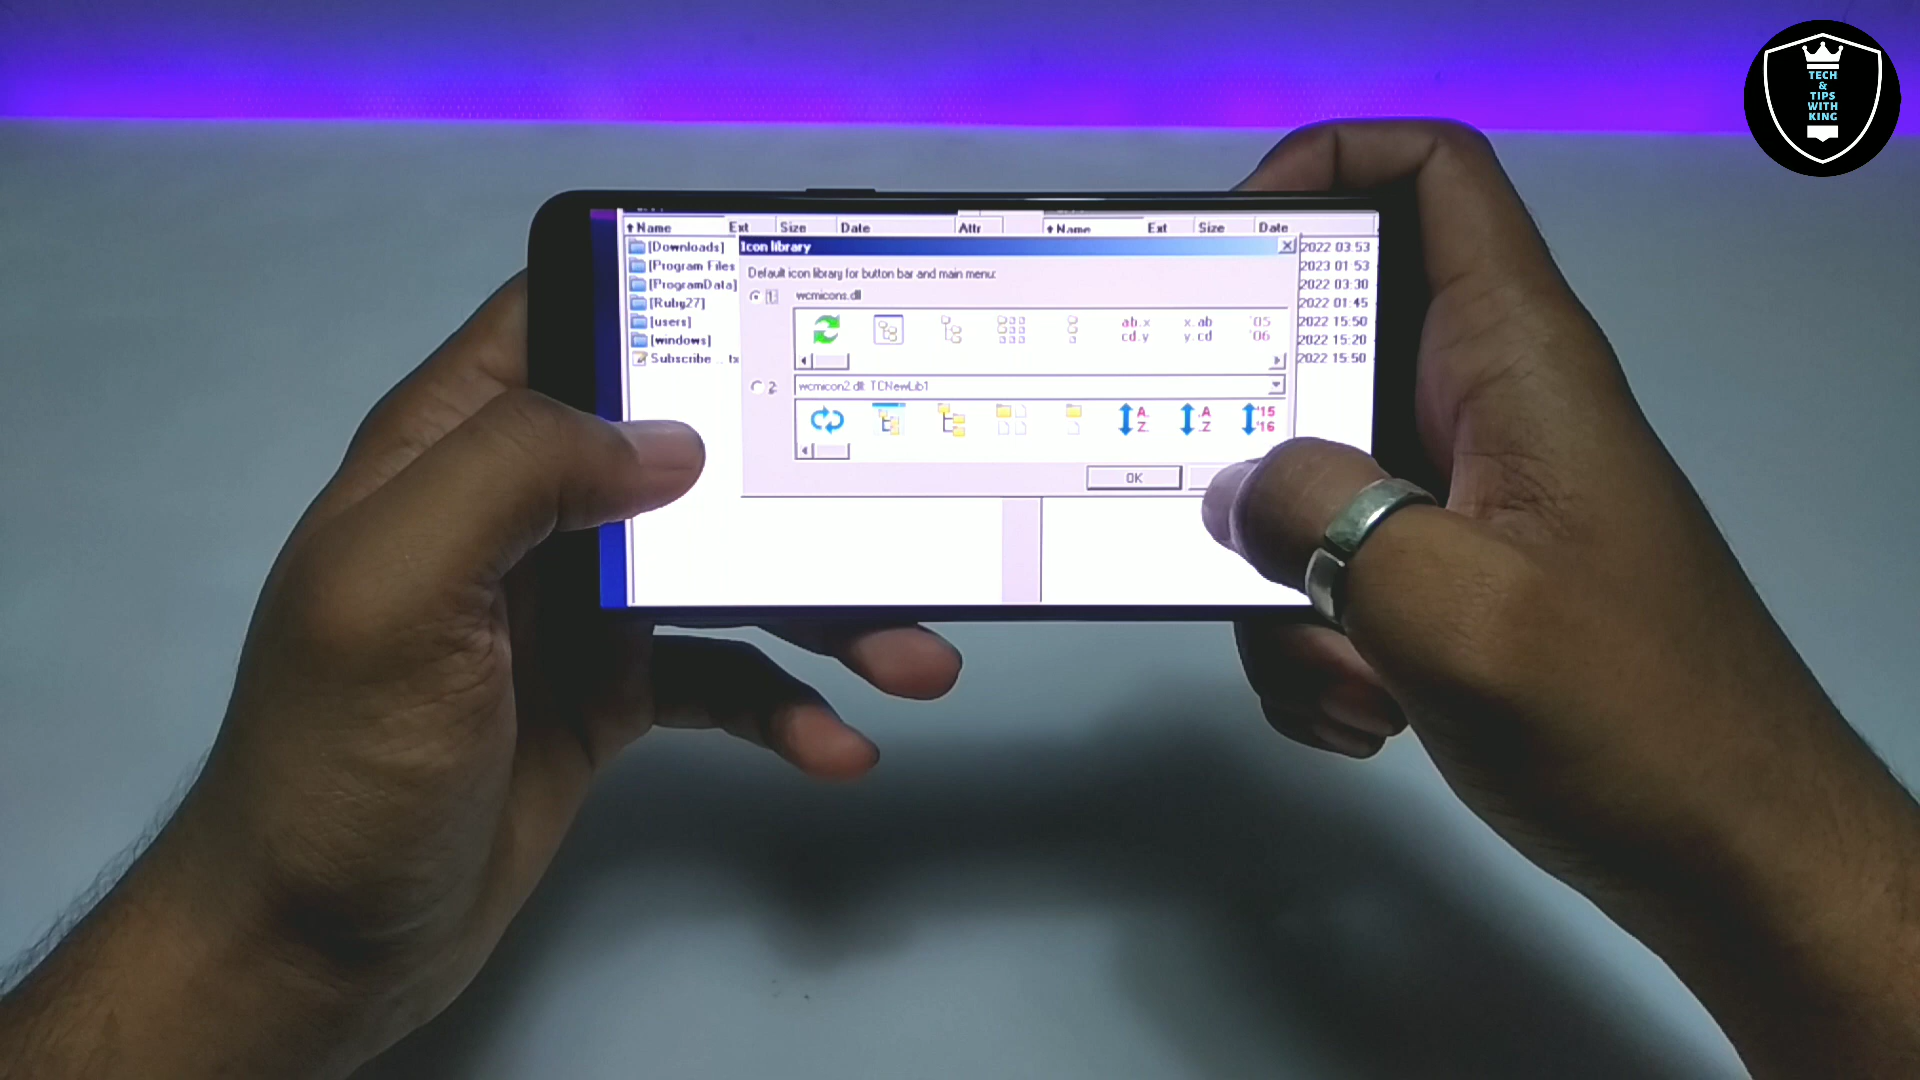 TECH
&
TIPS
WITH
KING
Name Ext Size Date Attr
Name Ext Size Date
[Downloads]
[Program Files
[ProgramData]
[Ruby27]
[users]
[windows]
Subscribe ... tx
Icon library
Default icon library for button bar and main menu:
1:
wcmicons.dll
ab.x
cd.y
x.ab
y.cd
'05
'06
2:
wcmicon2.dll: TCNewLib1
A.
Z.
.A
.Z
'15
'16
OK
2022 03:53
2023 01:53
2022 03:30
2022 01:45
2022 15:50
2022 15:20
2022 15:50